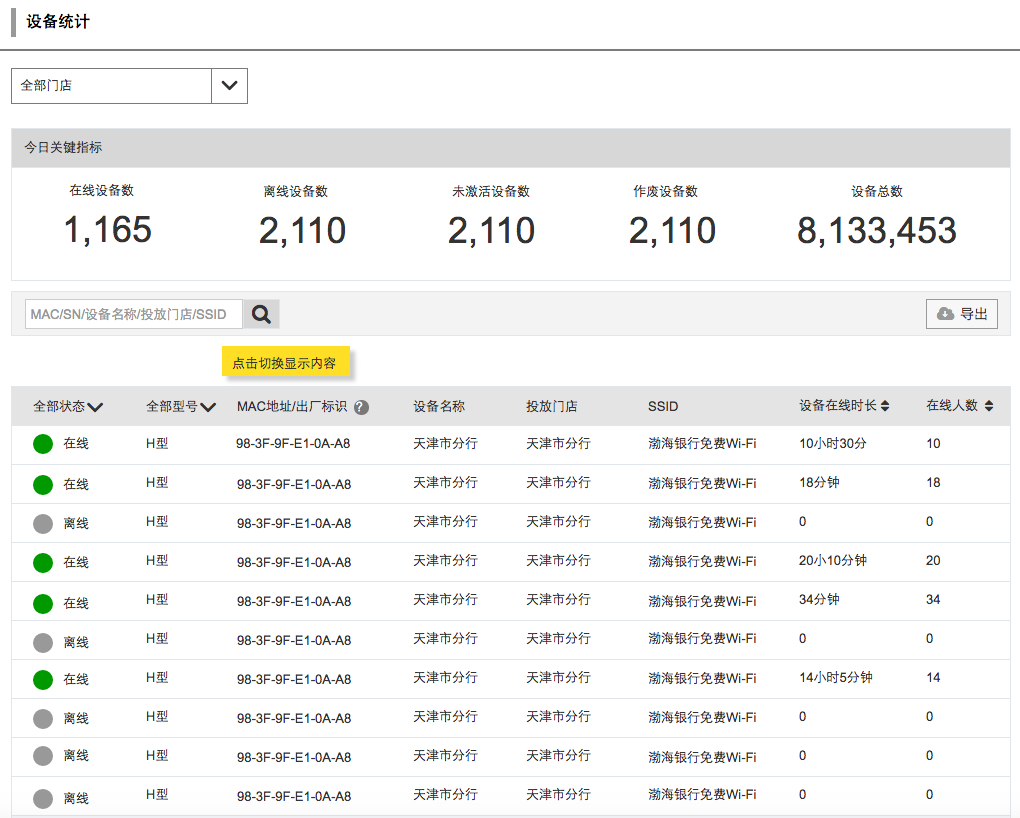 设备统计
全部门店
今日关键指标
在线设备数 离线设备数 未激活设备数 作废设备数 设备总数
1,165 2,110 2,110 2,110 8,133,453
MAC/SN/设备名称/投放门店/SSID 导出
点击切换显示内容
全部状态 全部型号 MAC地址/出厂标识 ? 设备名称 投放门店 SSID 设备在线时长 在线人数
在线 H型 98-3F-9F-E1-0A-A8 天津市分行 天津市分行 渤海银行免费Wi-Fi 10小时30分 10
在线 H型 98-3F-9F-E1-0A-A8 天津市分行 天津市分行 渤海银行免费Wi-Fi 18分钟 18
离线 H型 98-3F-9F-E1-0A-A8 天津市分行 天津市分行 渤海银行免费Wi-Fi 0 0
在线 H型 98-3F-9F-E1-0A-A8 天津市分行 天津市分行 渤海银行免费Wi-Fi 20小10分钟 20
在线 H型 98-3F-9F-E1-0A-A8 天津市分行 天津市分行 渤海银行免费Wi-Fi 34分钟 34
离线 H型 98-3F-9F-E1-0A-A8 天津市分行 天津市分行 渤海银行免费Wi-Fi 0 0
在线 H型 98-3F-9F-E1-0A-A8 天津市分行 天津市分行 渤海银行免费Wi-Fi 14小时5分钟 14
离线 H型 98-3F-9F-E1-0A-A8 天津市分行 天津市分行 渤海银行免费Wi-Fi 0 0
离线 H型 98-3F-9F-E1-0A-A8 天津市分行 天津市分行 渤海银行免费Wi-Fi 0 0
离线 H型 98-3F-9F-E1-0A-A8 天津市分行 天津市分行 渤海银行免费Wi-Fi 0 0